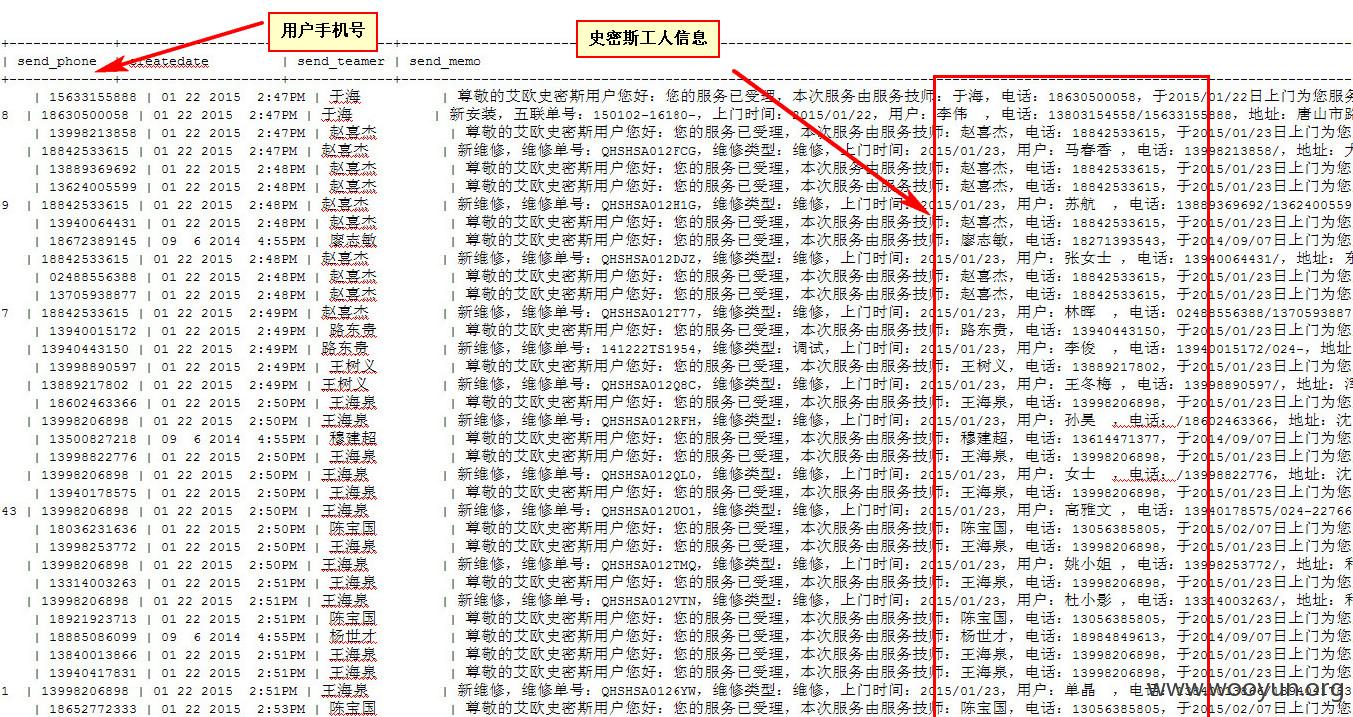 用户手机号
史密斯工人信息
| send_phone | createdate | send_teamer | send_memo
| 15633155888 | 01 22 2015 2:47PM | 于海 | 尊敬的艾欧史密斯用户您好：您的服务已受理，本次服务由服务技师：于海，电话：18630500058，于2015/01/22日上门为您服务
8 | 18630500058 | 01 22 2015 2:47PM | 于海 | 新安装，五联单号：150102-16180-，上门时间：2015/01/22，用户：李伟 ，电话：13803154558/15633155888，地址：唐山市路
| 13998213858 | 01 22 2015 2:47PM | 赵喜杰 | 尊敬的艾欧史密斯用户您好：您的服务已受理，本次服务由服务技师：赵喜杰，电话：18842533615，于2015/01/23日上门为您
| 18842533615 | 01 22 2015 2:47PM | 赵喜杰 | 新维修，维修单号：QHSHSA012FCG，维修类型：维修，上门时间：2015/01/23，用户：马春香 ，电话：13998213858/，地址：大
| 13889369692 | 01 22 2015 2:48PM | 赵喜杰 | 尊敬的艾欧史密斯用户您好：您的服务已受理，本次服务由服务技师：赵喜杰，电话：18842533615，于2015/01/23日上门为您
| 13624005599 | 01 22 2015 2:48PM | 赵喜杰 | 尊敬的艾欧史密斯用户您好：您的服务已受理，本次服务由服务技师：赵喜杰，电话：18842533615，于2015/01/23日上门为您
9 | 18842533615 | 01 22 2015 2:48PM | 赵喜杰 | 新维修，维修单号：QHSHSA012H1G，维修类型：维修，上门时间：2015/01/23，用户：苏航 ，电话：13889369692/1362400559
| 13940064431 | 01 22 2015 2:48PM | 赵喜杰 | 尊敬的艾欧史密斯用户您好：您的服务已受理，本次服务由服务技师：赵喜杰，电话：18842533615，于2015/01/23日上门为您
| 18672389145 | 09 6 2014 4:55PM | 廖志敏 | 尊敬的艾欧史密斯用户您好：您的服务已受理，本次服务由服务技师：廖志敏，电话：18271393543，于2014/09/07日上门为您
| 18842533615 | 01 22 2015 2:48PM | 赵喜杰 | 新维修，维修单号：QHSHSA012DJZ，维修类型：维修，上门时间：2015/01/23，用户：张女士 ，电话：13940064431/，地址：东
| 02488556388 | 01 22 2015 2:48PM | 赵喜杰 | 尊敬的艾欧史密斯用户您好：您的服务已受理，本次服务由服务技师：赵喜杰，电话：18842533615，于2015/01/23日上门为您
| 13705938877 | 01 22 2015 2:48PM | 赵喜杰 | 尊敬的艾欧史密斯用户您好：您的服务已受理，本次服务由服务技师：赵喜杰，电话：18842533615，于2015/01/23日上门为您
7 | 18842533615 | 01 22 2015 2:49PM | 赵喜杰 | 新维修，维修单号：QHSHSA012T77，维修类型：维修，上门时间：2015/01/23，用户：林晖 ，电话：02488556388/1370593887
| 13940015172 | 01 22 2015 2:49PM | 路东贵 | 尊敬的艾欧史密斯用户您好：您的服务已受理，本次服务由服务技师：路东贵，电话：13940443150，于2015/01/23日上门为您
| 13940443150 | 01 22 2015 2:49PM | 路东贵 | 新维修，维修单号：141222TS1954，维修类型：调试，上门时间：2015/01/23，用户：李俊 ，电话：13940015172/024-，地址
| 13998890597 | 01 22 2015 2:49PM | 王树义 | 尊敬的艾欧史密斯用户您好：您的服务已受理，本次服务由服务技师：王树义，电话：13889217802，于2015/01/23日上门为您
| 13889217802 | 01 22 2015 2:49PM | 王树义 | 新维修，维修单号：QHSHSA012Q8C，维修类型：维修，上门时间：2015/01/23，用户：王冬梅 ，电话：13998890597/，地址：浑
| 18602463366 | 01 22 2015 2:50PM | 王海泉 | 尊敬的艾欧史密斯用户您好：您的服务已受理，本次服务由服务技师：王海泉，电话：13998206898，于2015/01/23日上门为您
| 13998206898 | 01 22 2015 2:50PM | 王海泉 | 新维修，维修单号：QHSHSA012RFH，维修类型：维修，上门时间：2015/01/23，用户：孙昊 ，电话：/18602463366，地址：沈
| 13500827218 | 09 6 2014 4:55PM | 穆建超 | 尊敬的艾欧史密斯用户您好：您的服务已受理，本次服务由服务技师：穆建超，电话：13614471377，于2014/09/07日上门为您
| 13998822776 | 01 22 2015 2:50PM | 王海泉 | 尊敬的艾欧史密斯用户您好：您的服务已受理，本次服务由服务技师：王海泉，电话：13998206898，于2015/01/23日上门为您
| 13998206898 | 01 22 2015 2:50PM | 王海泉 | 新维修，维修单号：QHSHSA012QL0，维修类型：维修，上门时间：2015/01/23，用户：女士 ，电话：/13998822776，地址：沈
| 13940178575 | 01 22 2015 2:50PM | 王海泉 | 尊敬的艾欧史密斯用户您好：您的服务已受理，本次服务由服务技师：王海泉，电话：13998206898，于2015/01/23日上门为您
43 | 13998206898 | 01 22 2015 2:50PM | 王海泉 | 新维修，维修单号：QHSHSA012UO1，维修类型：维修，上门时间：2015/01/23，用户：高雅文 ，电话：13940178575/024-22766
| 18036231636 | 01 22 2015 2:50PM | 陈宝国 | 尊敬的艾欧史密斯用户您好：您的服务已受理，本次服务由服务技师：陈宝国，电话：13056385805，于2015/02/07日上门为您
| 13998253772 | 01 22 2015 2:50PM | 王海泉 | 尊敬的艾欧史密斯用户您好：您的服务已受理，本次服务由服务技师：王海泉，电话：13998206898，于2015/01/23日上门为您
| 13998206898 | 01 22 2015 2:50PM | 王海泉 | 新维修，维修单号：QHSHSA012TMQ，维修类型：维修，上门时间：2015/01/23，用户：姚小姐 ，电话：13998253772/，地址：和
| 13314003263 | 01 22 2015 2:51PM | 王海泉 | 尊敬的艾欧史密斯用户您好：您的服务已受理，本次服务由服务技师：王海泉，电话：13998206898，于2015/01/23日上门为您
| 13998206898 | 01 22 2015 2:51PM | 王海泉 | 新维修，维修单号：QHSHSA012VTN，维修类型：维修，上门时间：2015/01/23，用户：杜小影 ，电话：13314003263/，地址：和
| 18921923713 | 01 22 2015 2:51PM | 陈宝国 | 尊敬的艾欧史密斯用户您好：您的服务已受理，本次服务由服务技师：陈宝国，电话：13056385805，于2015/02/07日上门为您
| 18885086099 | 09 6 2014 4:55PM | 杨世才 | 尊敬的艾欧史密斯用户您好：您的服务已受理，本次服务由服务技师：杨世才，电话：18984849613，于2014/09/07日上门为您
| 13840013866 | 01 22 2015 2:51PM | 王海泉 | 尊敬的艾欧史密斯用户您好：您的服务已受理，本次服务由服务技师：王海泉，电话：13998206898，于2015/01/23日上门为您
| 13940417831 | 01 22 2015 2:51PM | 王海泉 | 尊敬的艾欧史密斯用户您好：您的服务已受理，本次服务由服务技师：王海泉，电话：13998206898，于2015/01/23日上门为您
1 | 13998206898 | 01 22 2015 2:51PM | 王海泉 | 新维修，维修单号：QHSHSA0126YW，维修类型：维修，上门时间：2015/01/23，用户：单晶 ，电话：
www.wooyun.org
| 18652772333 | 01 22 2015 2:53PM | 陈宝国 | 尊敬的艾欧史密斯用户您好：您的服务已受理，本次服务由服务技师：陈宝国，电话：13056385805，于2015/02/07日上门为您